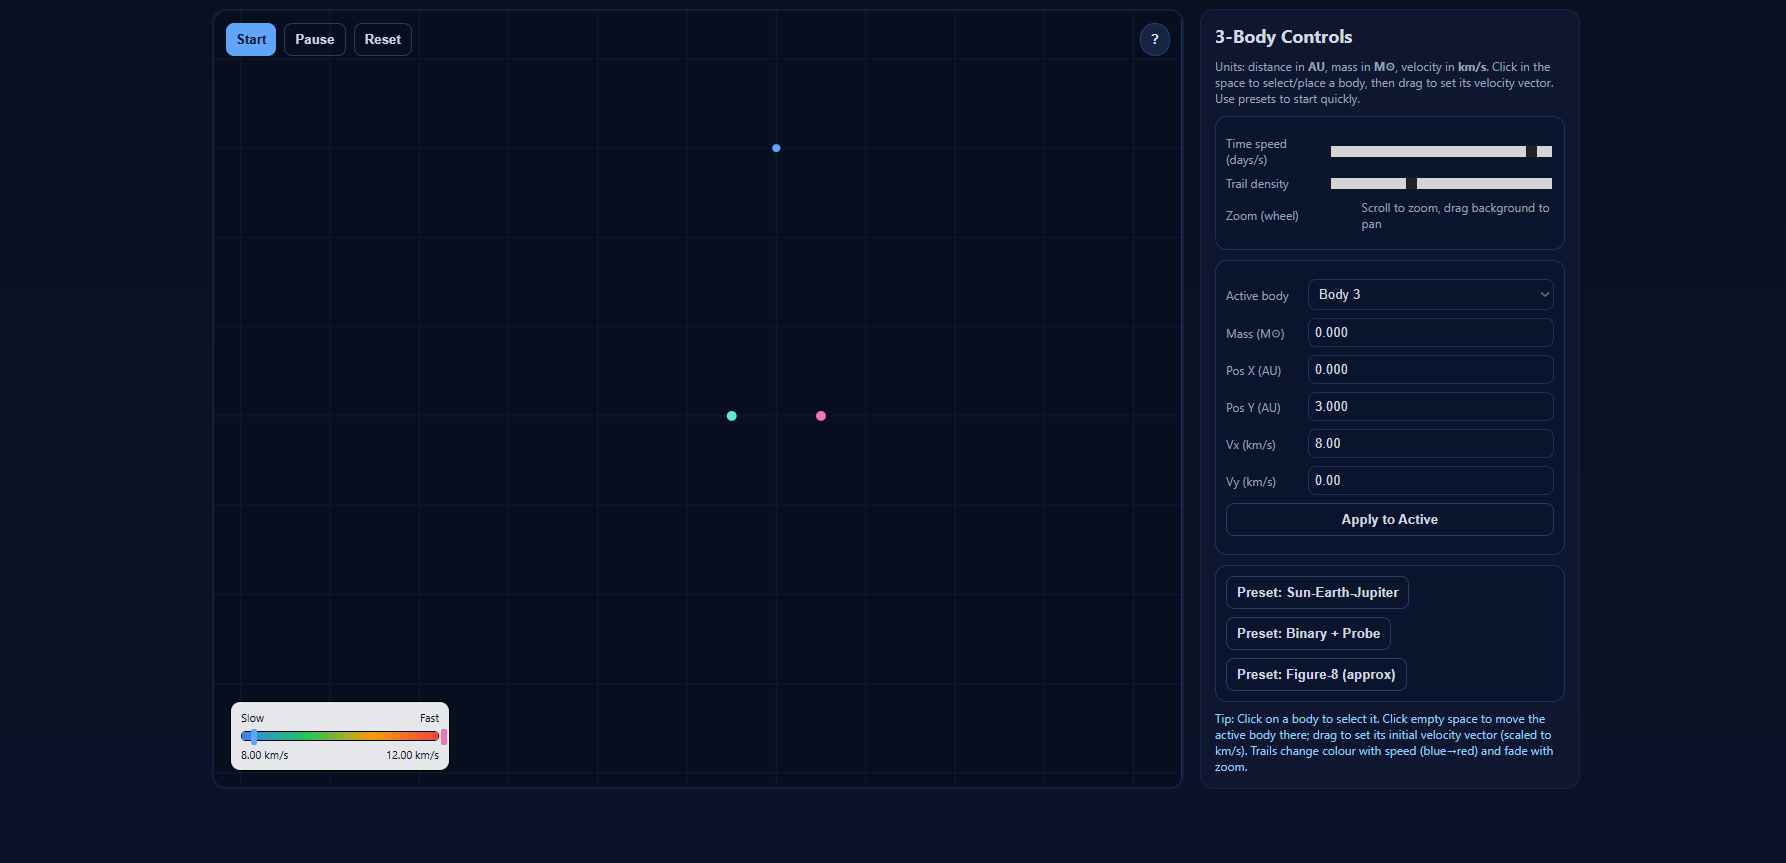 Start Pause Reset ?
Slow Fast
8.00 km/s 12.00 km/s
3-Body Controls
Units: distance in AU, mass in M⊙, velocity in km/s. Click in the
space to select/place a body, then drag to set its velocity vector.
Use presets to start quickly.
Time speed
(days/s)
Trail density
Zoom (wheel) Scroll to zoom, drag background to
pan
Active body Body 3
Mass (M⊙) 0.000
Pos X (AU) 0.000
Pos Y (AU) 3.000
Vx (km/s) 8.00
Vy (km/s) 0.00
Apply to Active
Preset: Sun-Earth-Jupiter
Preset: Binary + Probe
Preset: Figure-8 (approx)
Tip: Click on a body to select it. Click empty space to move the
active body there; drag to set its initial velocity vector (scaled to
km/s). Trails change colour with speed (blue→red) and fade with
zoom.